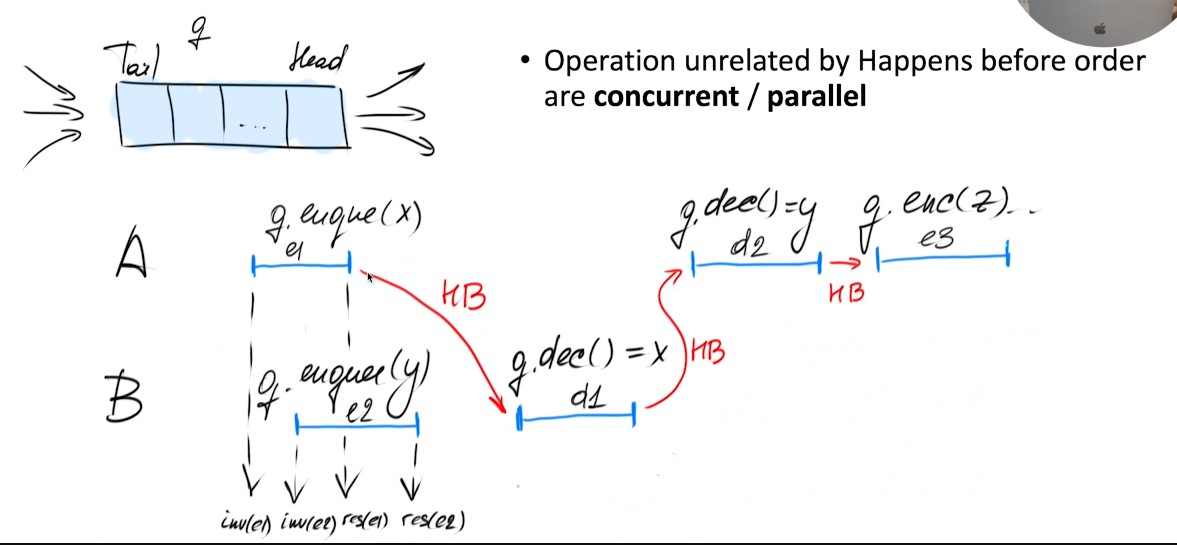 q
Tail Head
• Operation unrelated by Happens before order
are concurrent / parallel
A
q.enque(x)
e1
HB
q.dec()=y
d2
HB
q.enc(z)...
e3
B
q.enquee(y)
e2
q.dec()=x
d1
HB
inv(e1) inv(e2) res(e1) res(e2)